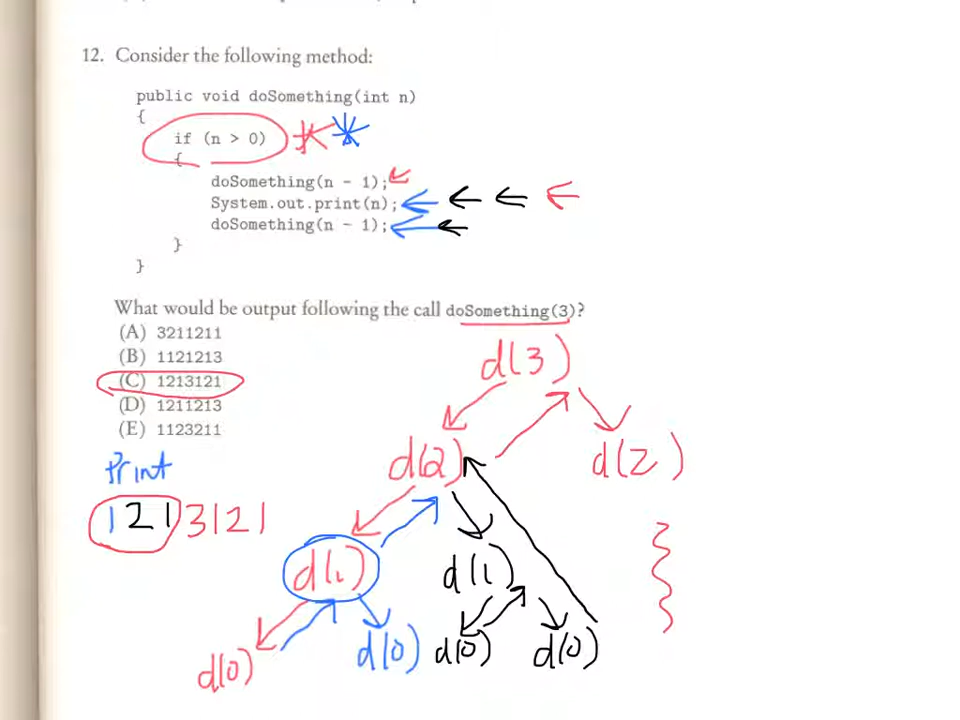 12. Consider the following method:
public void doSomething(int n)
{
if (n > 0)
{
doSomething(n - 1);
System.out.print(n);
doSomething(n - 1);
}
}
What would be output following the call doSomething(3)?
(A) 3211211
(B) 1121213
(C) 1213121
(D) 1211213
(E) 1123211
d(3)
d(2) d(2)
Print
1213121
d(1) d(1)
d(0) d(0) d(0) d(0)